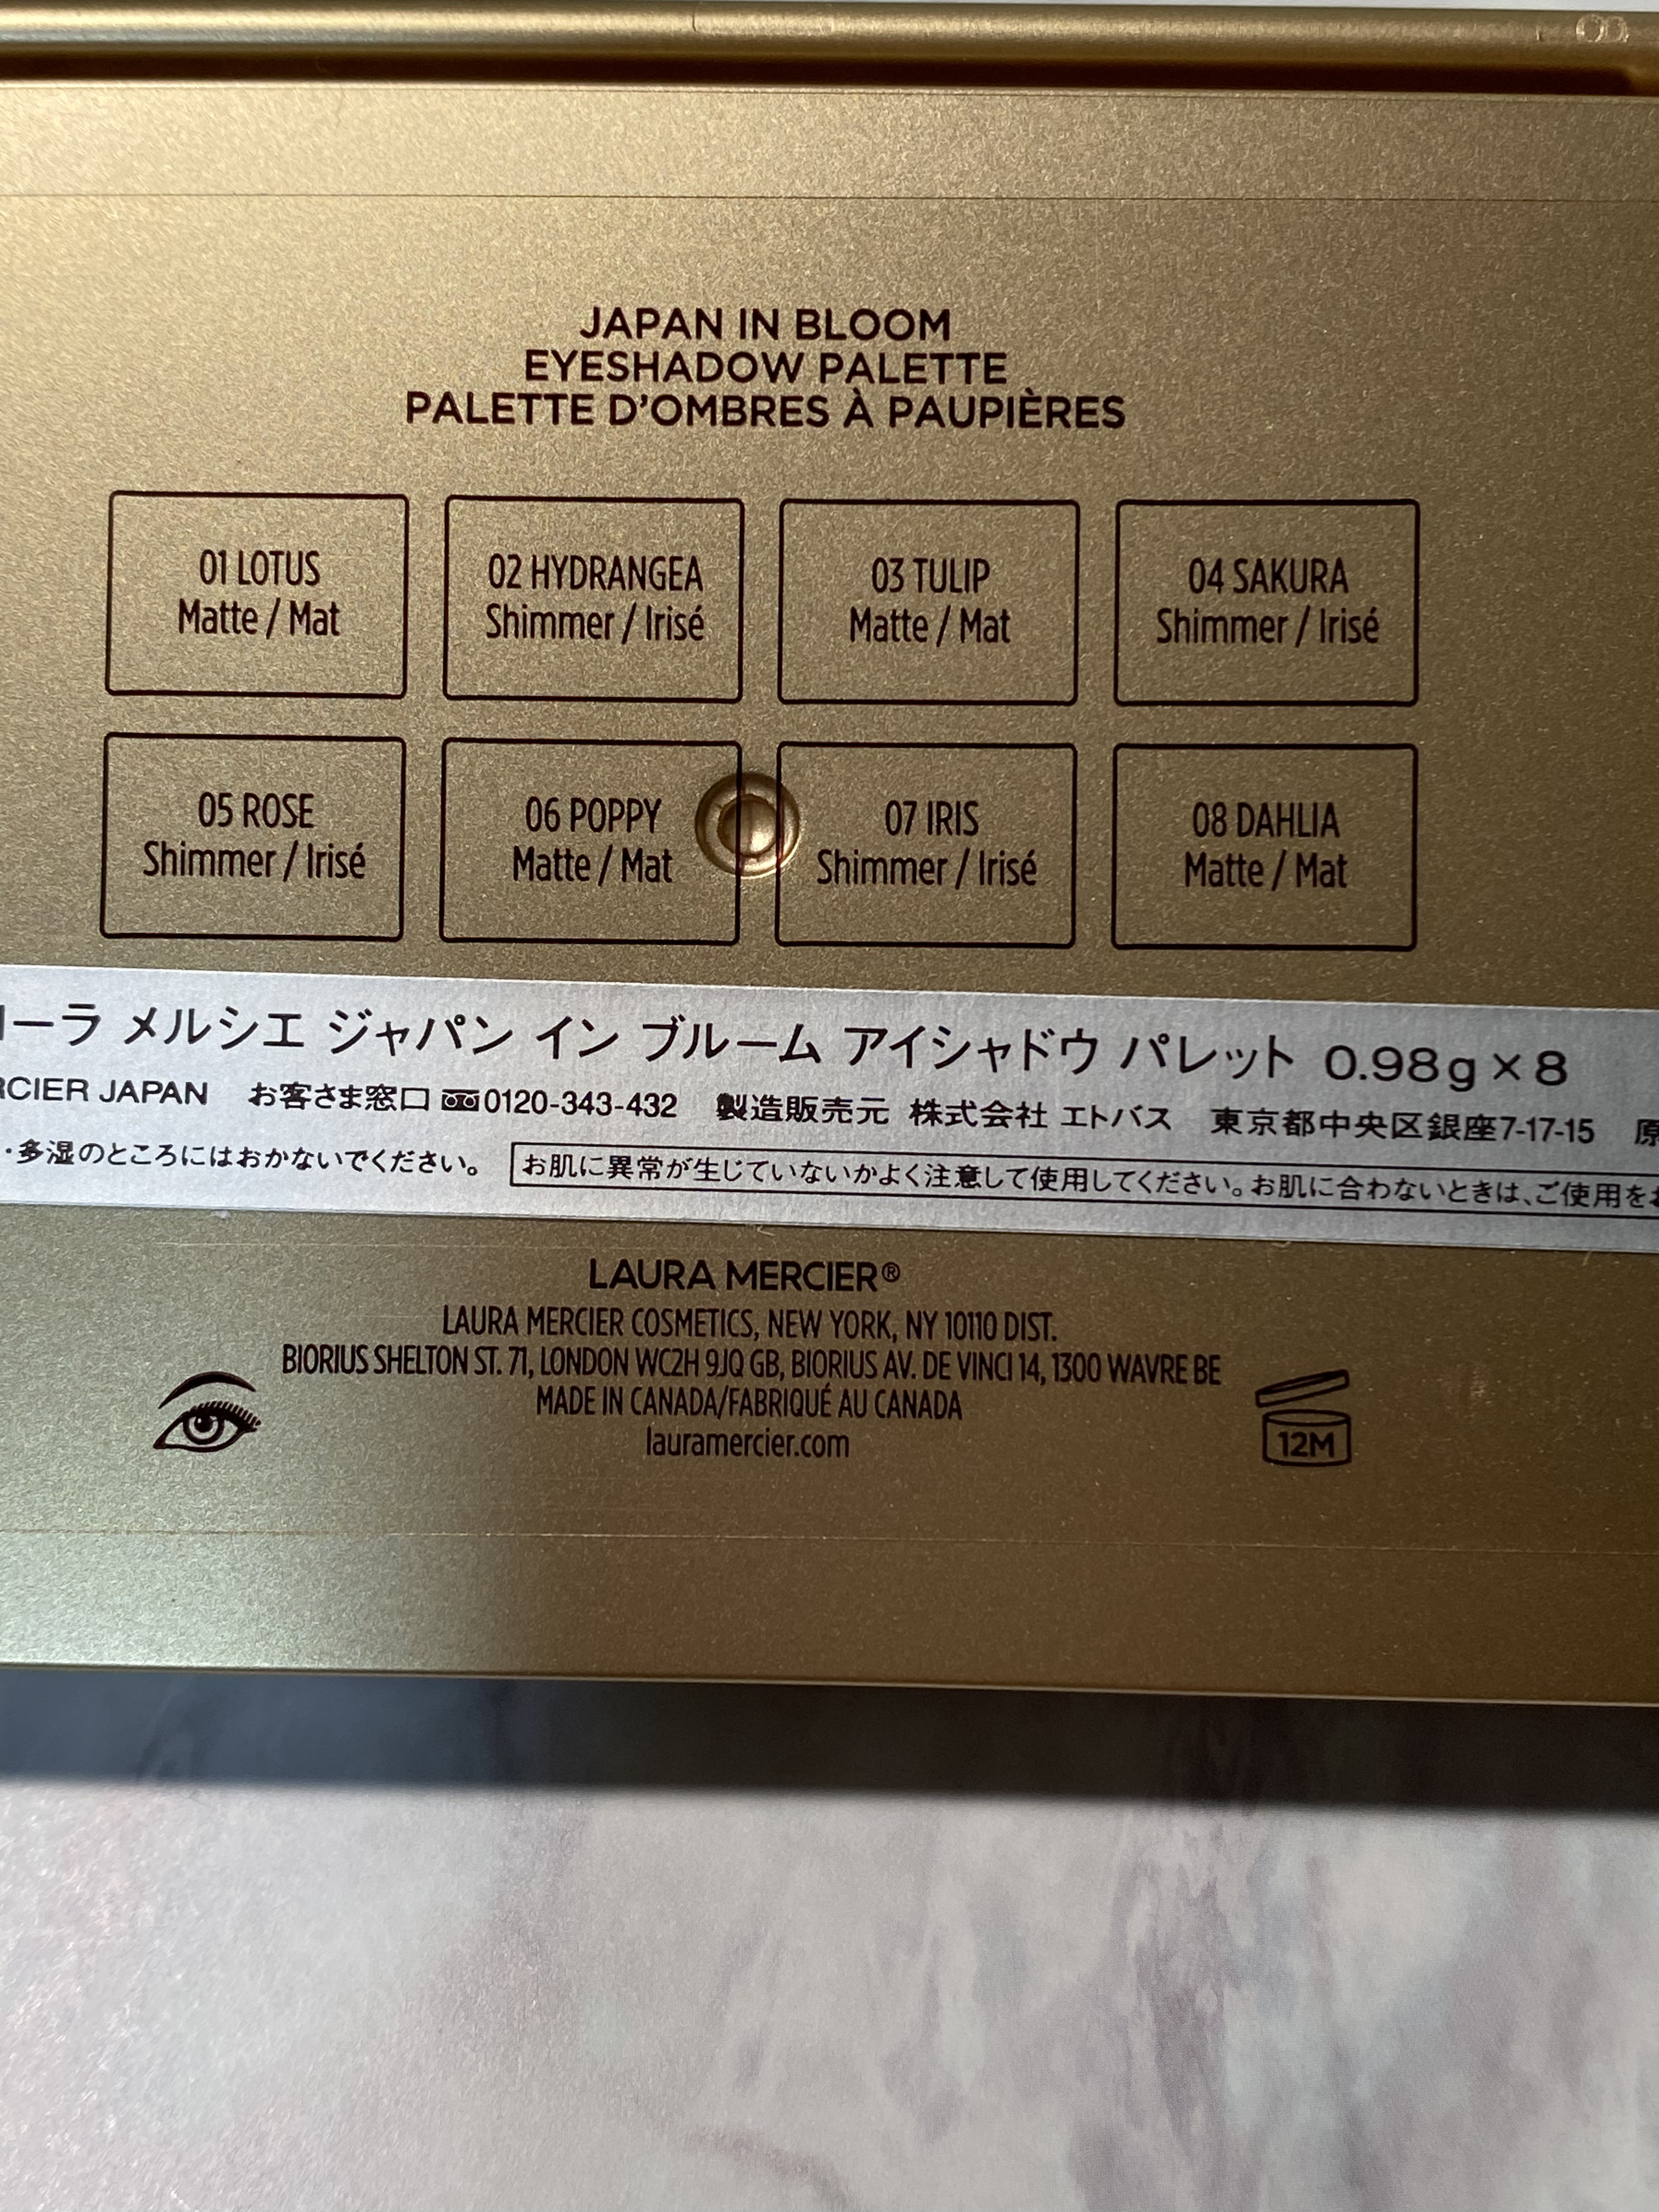 JAPAN IN BLOOM
EYESHADOW PALETTE
PALETTE D'OMBRES À PAUPIÈRES
01 LOTUS
Matte / Mat
02 HYDRANGEA
Shimmer / Irisé
03 TULIP
Matte / Mat
04 SAKURA
Shimmer / Irisé
05 ROSE
Shimmer / Irisé
06 POPPY
Matte / Mat
07 IRIS
Shimmer / Irisé
08 DAHLIA
Matte / Mat
ーラ メルシエ ジャパン イン ブルーム アイシャドウ パレット 0.98g×8
RCIER JAPAN お客さま窓口 0120-343-432 製造販売元 株式会社 エトバス 東京都中央区銀座7-17-15 原
・多湿のところにはおかないでください。 お肌に異常が生じていないかよく注意して使用してください。お肌に合わないときは、ご使用を
LAURA MERCIER®
LAURA MERCIER COSMETICS, NEW YORK, NY 10110 DIST.
BIORIUS SHELTON ST. 71, LONDON WC2H 9JQ GB, BIORIUS AV. DE VINCI 14, 1300 WAVRE BE
MADE IN CANADA/FABRIQUÉ AU CANADA
lauramercier.com
12M